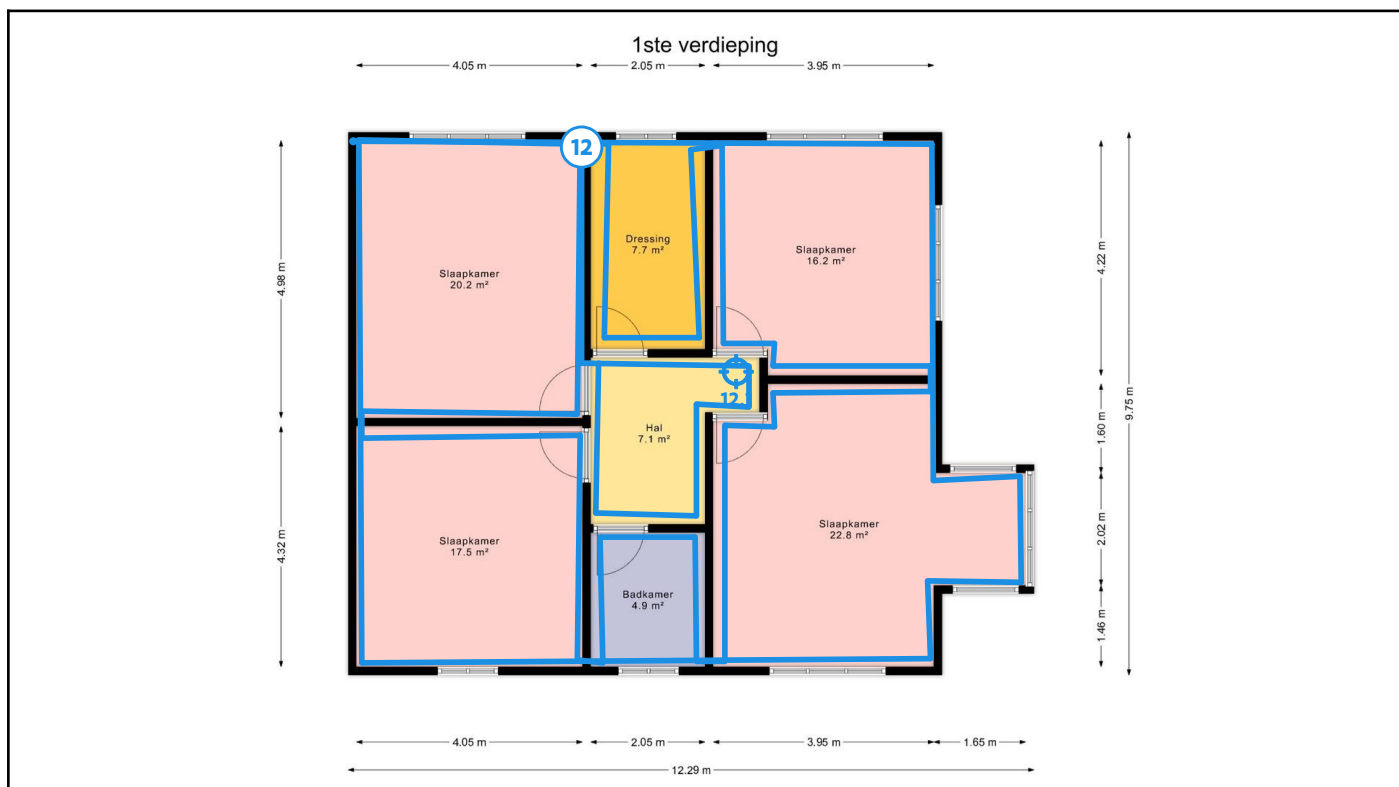 1ste verdieping
4.05 m
2.05 m
3.95 m
12
4.98 m
4.32 m
Slaapkamer
20.2 m²
Dressing
7.7 m²
Slaapkamer
16.2 m²
12.
Hal
7.1 m²
Slaapkamer
17.5 m²
Badkamer
4.9 m²
Slaapkamer
22.8 m²
4.22 m
1.60 m
2.02 m
1.46 m
9.75 m
4.05 m
2.05 m
3.95 m
1.65 m
12.29 m